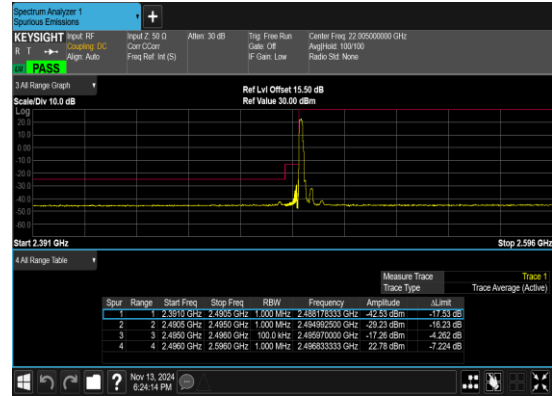 Spectrum Analyzer 1
Spurious Emissions
+
KEYSIGHT Input: RF Input Z: 50 Ω Atten: 30 dB Trig: Free Run Center Freq: 22.005000000 GHz
R T Coupling: DC Corr CCorr Gate: Off Avg|Hold: 100/100
Align: Auto Freq Ref: Int (S) IF Gain: Low Radio Std: None
PASS
3 All Range Graph
Ref Lvl Offset 15.50 dB
Scale/Div 10.0 dB Ref Value 30.00 dBm
Log
20.0
10.0
0.00
-10.0
-20.0
-30.0
-40.0
-50.0
-60.0
Start 2.391 GHz Stop 2.596 GHz
4 All Range Table
Measure Trace Trace 1
Trace Type Trace Average (Active)
Spur Range Start Freq Stop Freq RBW Frequency Amplitude ΔLimit
1 1 2.3910 GHz 2.4905 GHz 1.000 MHz 2.488178333 GHz -42.53 dBm -17.53 dB
2 2 2.4905 GHz 2.4950 GHz 1.000 MHz 2.494992500 GHz -29.23 dBm -16.23 dB
3 3 2.4950 GHz 2.4960 GHz 100.0 kHz 2.495970000 GHz -17.26 dBm -4.262 dB
4 4 2.4960 GHz 2.5960 GHz 1.000 MHz 2.496833333 GHz 22.78 dBm -7.224 dB
?
Nov 13, 2024
6:24:14 PM